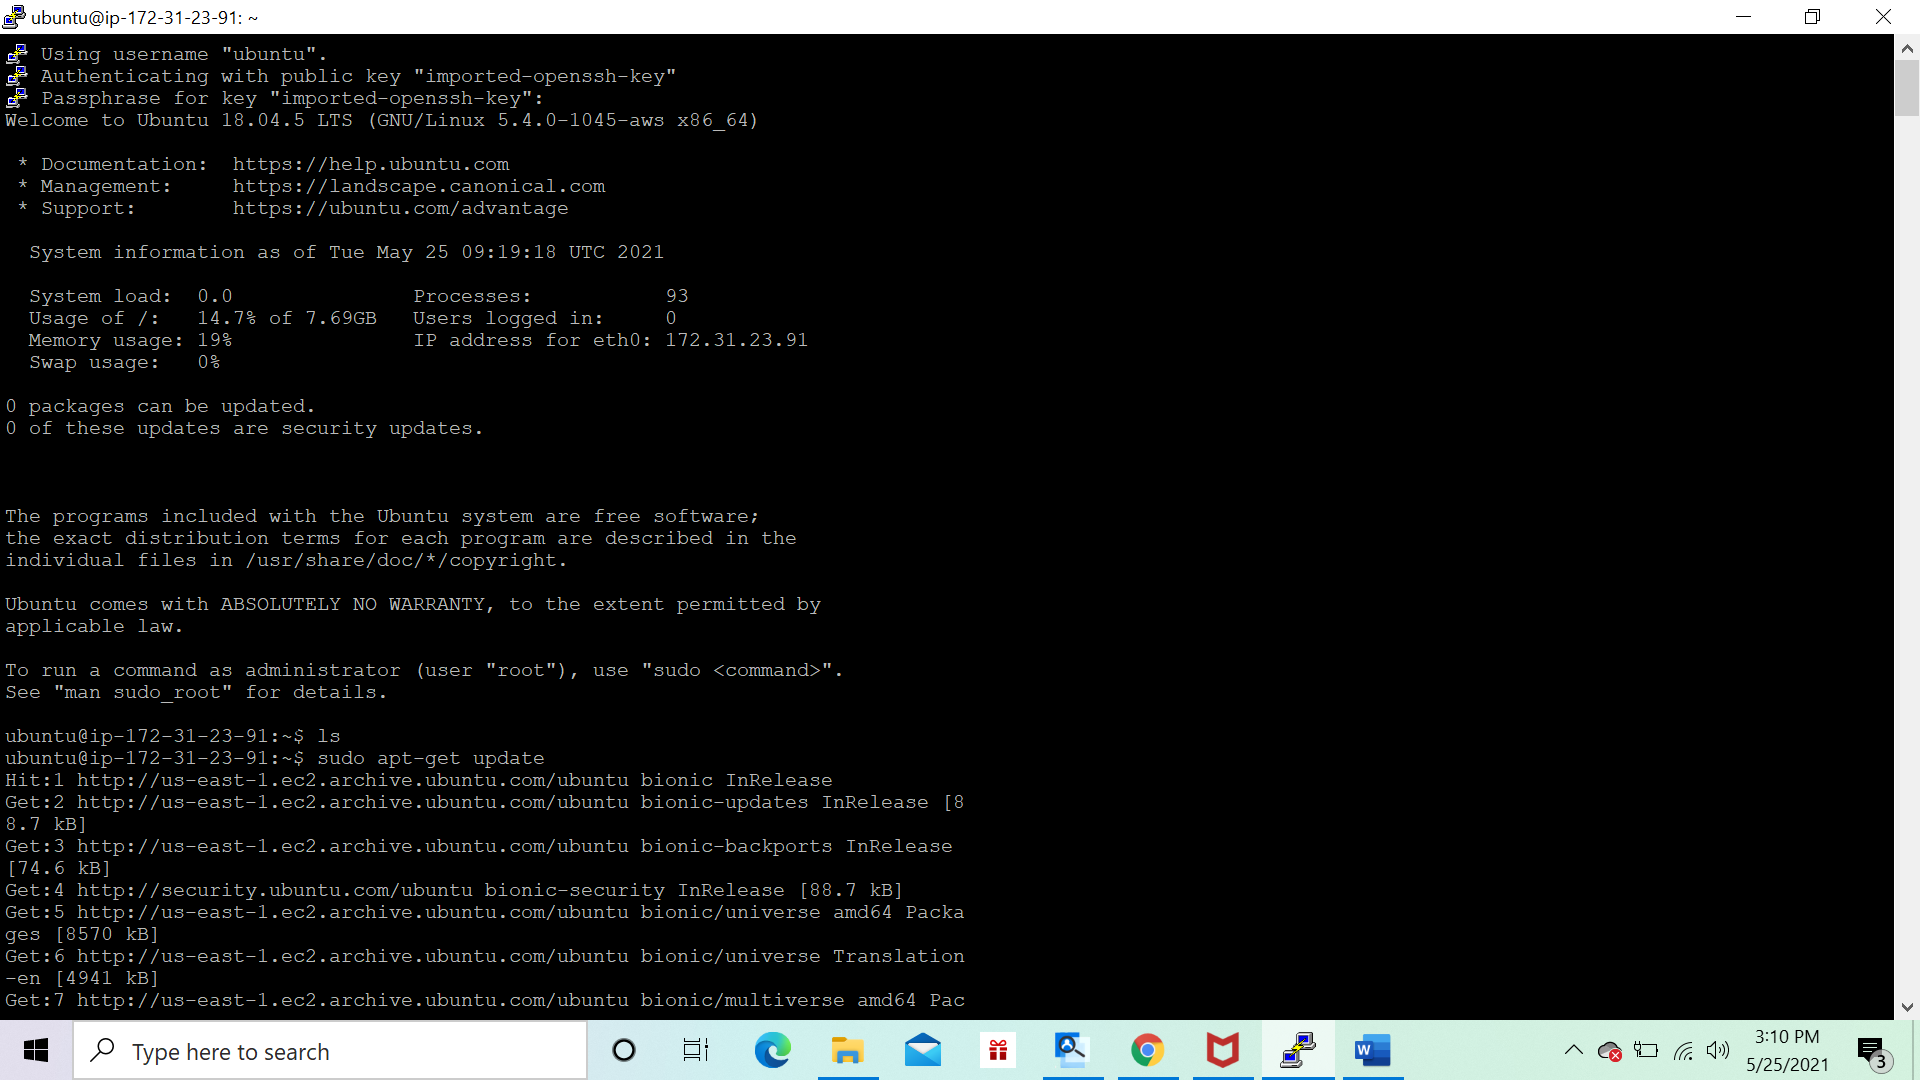 ubuntu@ip-172-31-23-91: ~
Using username "ubuntu".
Authenticating with public key "imported-openssh-key"
Passphrase for key "imported-openssh-key":
Welcome to Ubuntu 18.04.5 LTS (GNU/Linux 5.4.0-1045-aws x86_64)
* Documentation:  https://help.ubuntu.com
* Management:     https://landscape.canonical.com
* Support:        https://ubuntu.com/advantage
System information as of Tue May 25 09:19:18 UTC 2021
System load:  0.0               Processes:           93
Usage of /:   14.7% of 7.69GB   Users logged in:     0
Memory usage: 19%               IP address for eth0: 172.31.23.91
Swap usage:   0%
0 packages can be updated.
0 of these updates are security updates.
The programs included with the Ubuntu system are free software;
the exact distribution terms for each program are described in the
individual files in /usr/share/doc/*/copyright.
Ubuntu comes with ABSOLUTELY NO WARRANTY, to the extent permitted by
applicable law.
To run a command as administrator (user "root"), use "sudo <command>".
See "man sudo_root" for details.
ubuntu@ip-172-31-23-91:~$ ls
ubuntu@ip-172-31-23-91:~$ sudo apt-get update
Hit:1 http://us-east-1.ec2.archive.ubuntu.com/ubuntu bionic InRelease
Get:2 http://us-east-1.ec2.archive.ubuntu.com/ubuntu bionic-updates InRelease [8
8.7 kB]
Get:3 http://us-east-1.ec2.archive.ubuntu.com/ubuntu bionic-backports InRelease
[74.6 kB]
Get:4 http://security.ubuntu.com/ubuntu bionic-security InRelease [88.7 kB]
Get:5 http://us-east-1.ec2.archive.ubuntu.com/ubuntu bionic/universe amd64 Packa
ges [8570 kB]
Get:6 http://us-east-1.ec2.archive.ubuntu.com/ubuntu bionic/universe Translation
-en [4941 kB]
Get:7 http://us-east-1.ec2.archive.ubuntu.com/ubuntu bionic/multiverse amd64 Pac
Type here to search
W
3:10 PM
5/25/2021
3